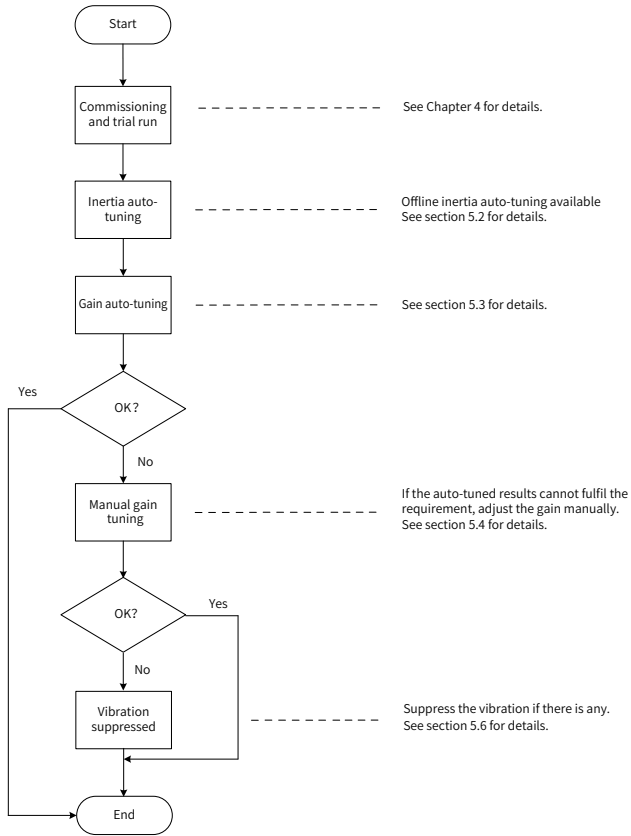 Start
Commissioning
and trial run
See Chapter 4 for details.
Inertia auto-
tuning
Offline inertia auto-tuning available
See section 5.2 for details.
Gain auto-tuning
See section 5.3 for details.
Yes
OK?
No
Manual gain
tuning
If the auto-tuned results cannot fulfil the
requirement, adjust the gain manually.
See section 5.4 for details.
OK?
Yes
No
Vibration
suppressed
Suppress the vibration if there is any.
See section 5.6 for details.
End